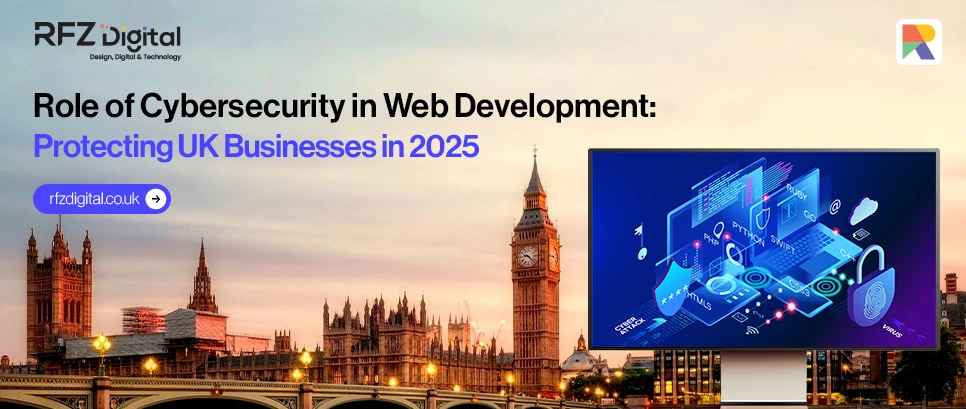 RFZ Digital
Design, Digital & Technology
Role of Cybersecurity in Web Development:
Protecting UK Businesses in 2025
rfzdigital.co.uk
RUBY
GO
@
PYTHON
SWIFT
PHP
C+
CSS3
HTML5
****
CYBER
ATTACK
VIRUS